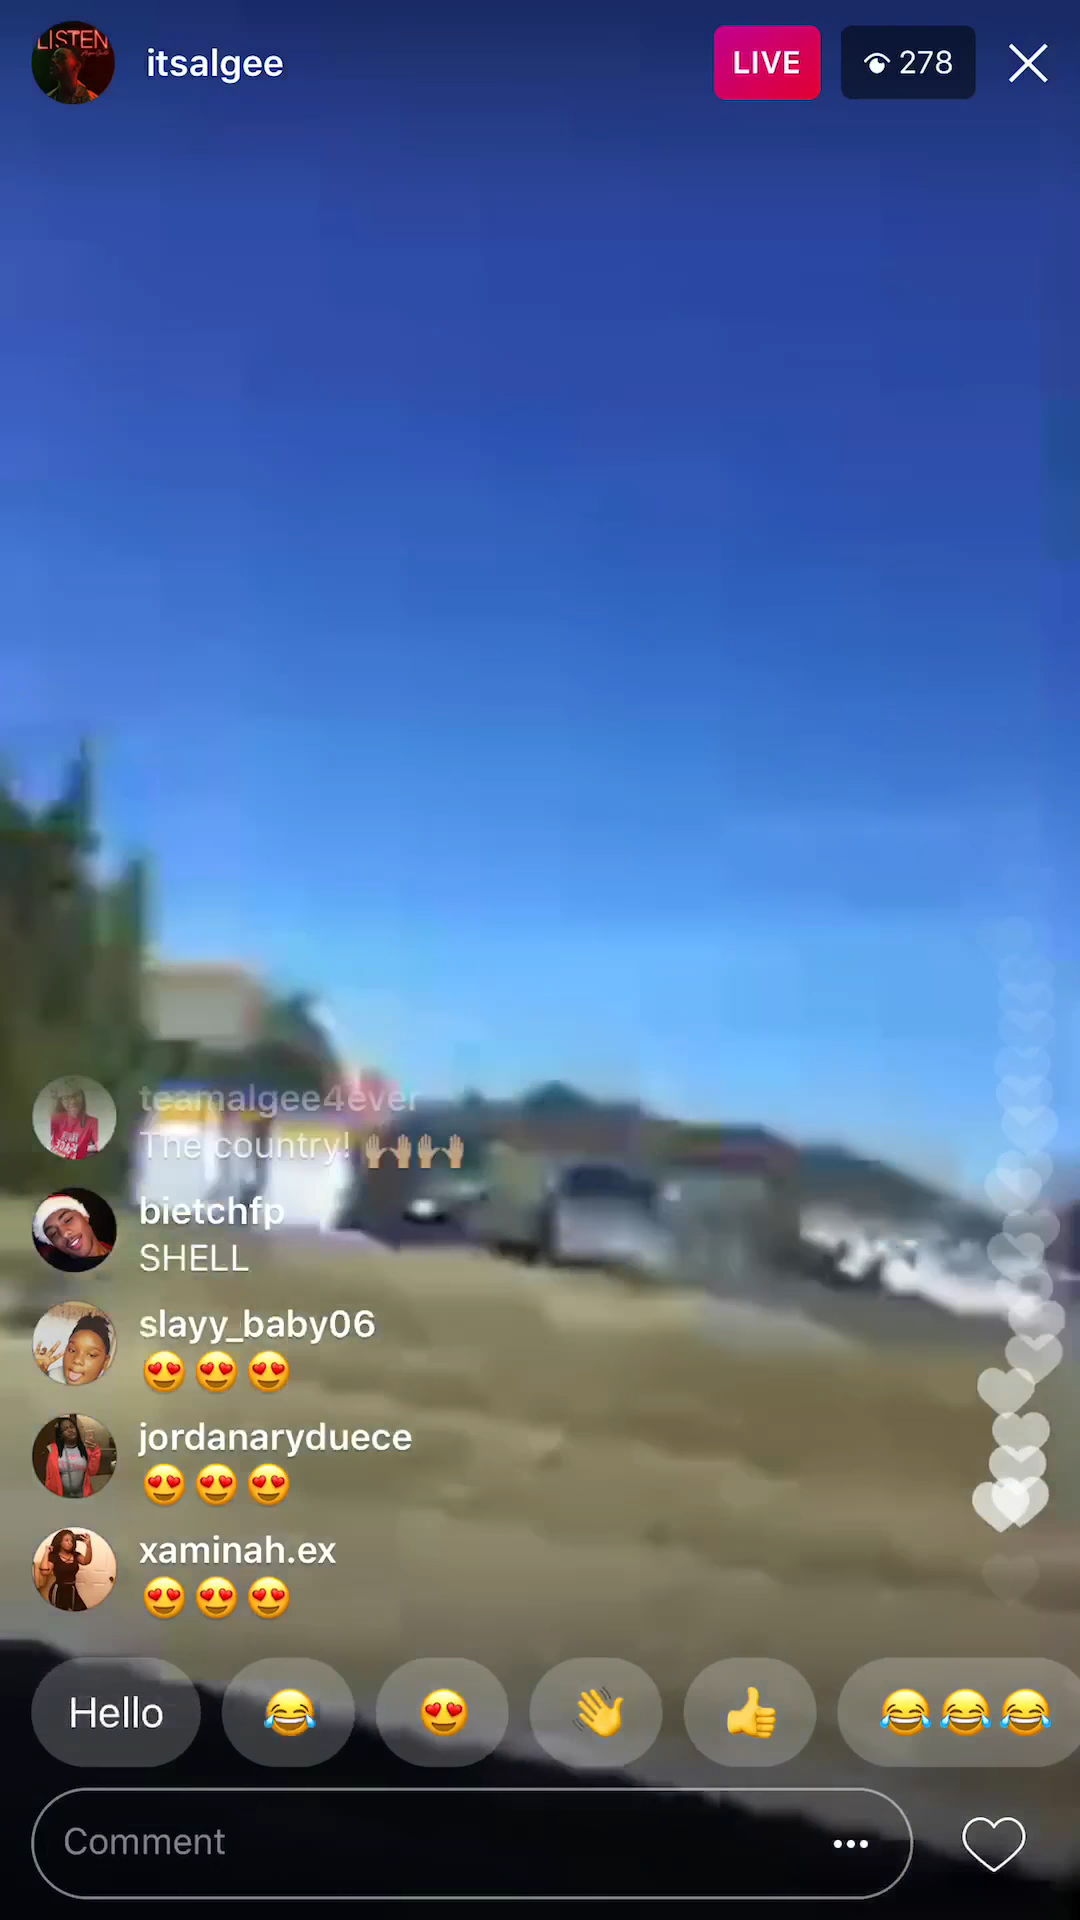 LISTEN
itsalgee
LIVE
278
teamalgee4ever
The country! 🙌🏽🙌🏽
bietchfp
SHELL
slayy_baby06
😍😍😍
jordanaryduece
😍😍😍
xaminah.ex
😍😍😍
Hello 😂 😍 👋 👍 😂😂😂
Comment